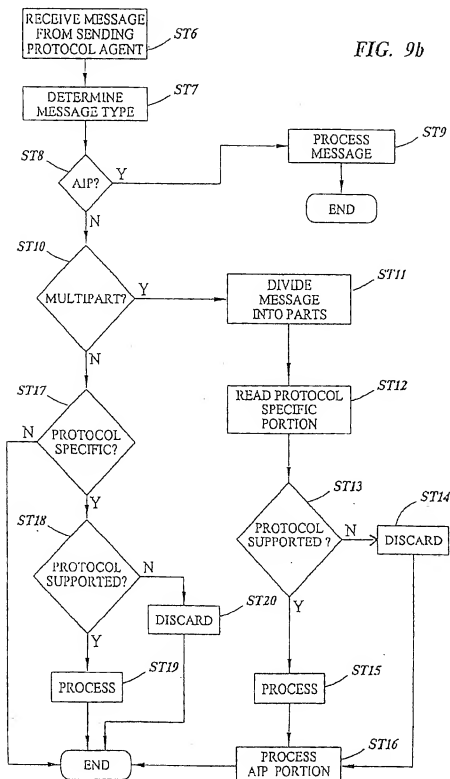 RECEIVE MESSAGE
FROM SENDING
PROTOCOL AGENT
ST6
FIG. 9b
DETERMINE
MESSAGE TYPE
ST7
ST8
AIP?
Y
N
PROCESS
MESSAGE
ST9
END
ST10
MULTIPART?
Y
N
DIVIDE
MESSAGE
INTO PARTS
ST11
READ PROTOCOL
SPECIFIC
PORTION
ST12
ST17
N
PROTOCOL
SPECIFIC?
Y
ST13
PROTOCOL
SUPPORTED ?
N
Y
ST14
DISCARD
ST18
PROTOCOL
SUPPORTED?
N
Y
DISCARD
ST20
PROCESS
ST19
PROCESS
ST15
END
PROCESS
AIP PORTION
ST16